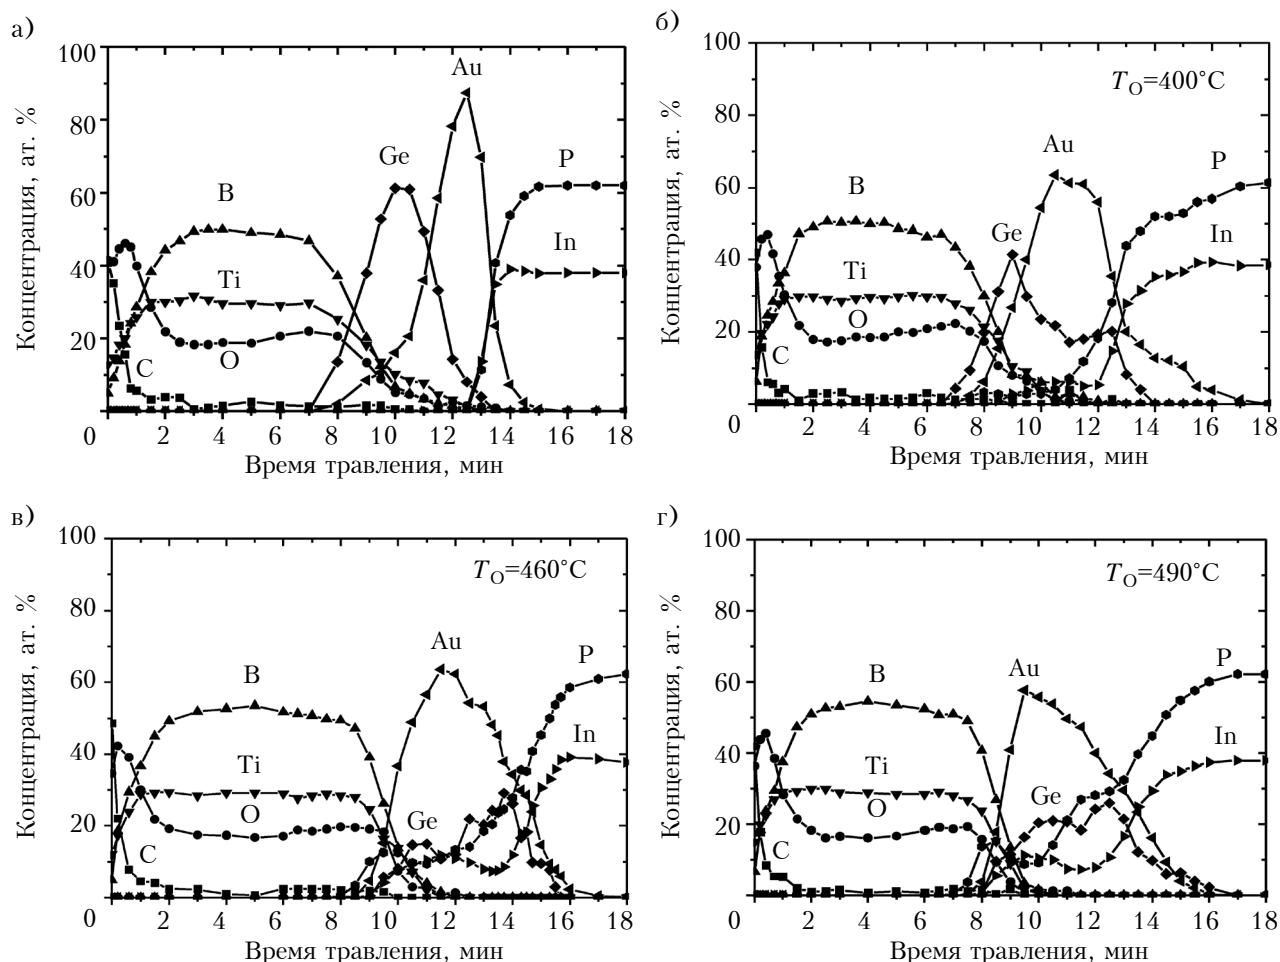 а)
100
80
60
40
20
0
2
4
6
8
10
12
14
16
18
Концентрация, ат. %
Время травления, мин
B
Ti
O
C
Ge
Au
P
In
б)
T_O=400°C
100
80
60
40
20
0
2
4
6
8
10
12
14
16
18
Концентрация, ат. %
Время травления, мин
B
Ti
O
C
Ge
Au
P
In
в)
T_O=460°C
100
80
60
40
20
0
2
4
6
8
10
12
14
16
18
Концентрация, ат. %
Время травления, мин
B
Ti
O
C
Ge
Au
P
In
г)
T_O=490°C
100
80
60
40
20
0
2
4
6
8
10
12
14
16
18
Концентрация, ат. %
Время травления, мин
B
Ti
O
C
Ge
Au
P
In